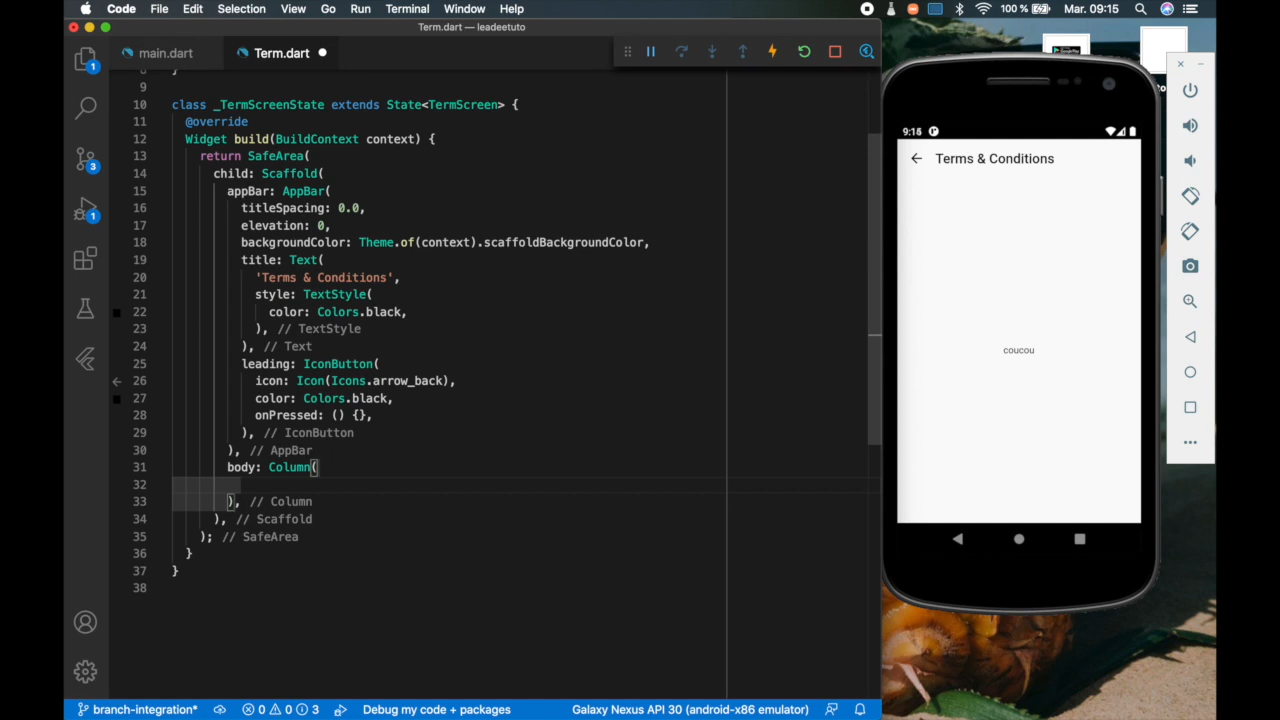 Code File Edit Selection View Go Run Terminal Window Help 100 % Mar. 09:15
Term.dart — leadeetuto
main.dart Term.dart
1
3
1
8 }
9
10 class _TermScreenState extends State<TermScreen> {
11 @override
12 Widget build(BuildContext context) {
13 return SafeArea(
14 child: Scaffold(
15 appBar: AppBar(
16 titleSpacing: 0.0,
17 elevation: 0,
18 backgroundColor: Theme.of(context).scaffoldBackgroundColor,
19 title: Text(
20 'Terms & Conditions',
21 style: TextStyle(
22 color: Colors.black,
23 ), // TextStyle
24 ), // Text
25 leading: IconButton(
26 icon: Icon(Icons.arrow_back),
27 color: Colors.black,
28 onPressed: () {},
29 ), // IconButton
30 ), // AppBar
31 body: Column(
32
33 ), // Column
34 ), // Scaffold
35 ); // SafeArea
36 }
37 }
38
branch-integration* 0 0 3 Debug my code + packages Galaxy Nexus API 30 (android-x86 emulator)
9:15
Terms & Conditions
coucou